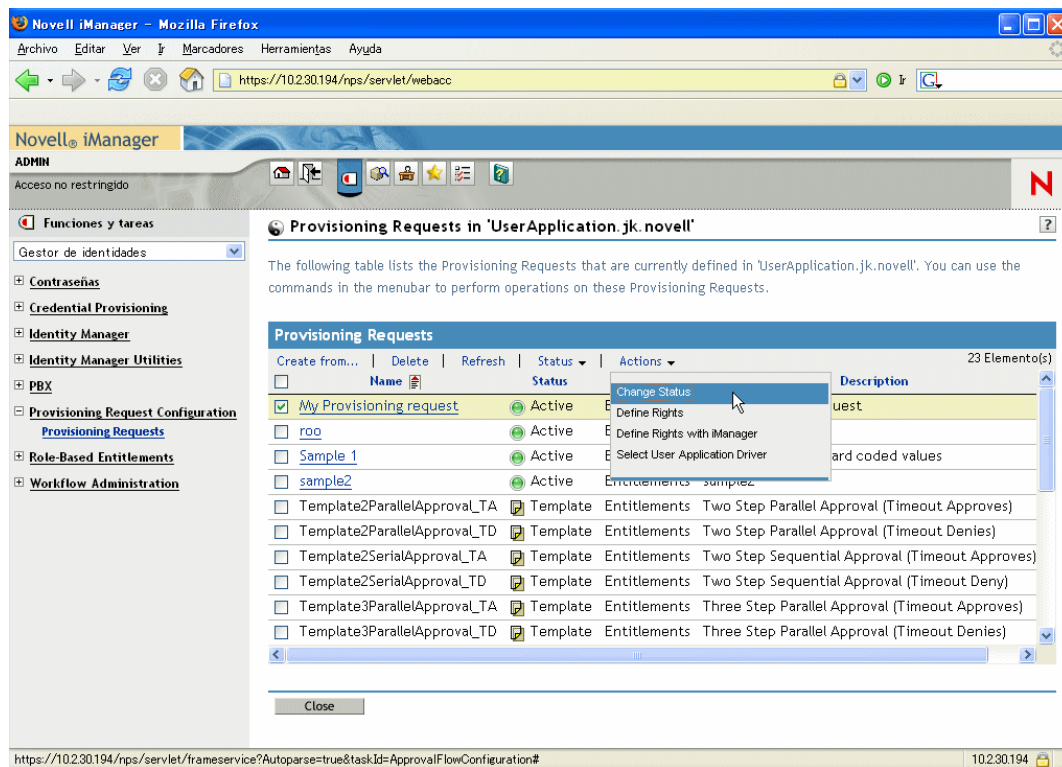 Novell iManager - Mozilla Firefox
Archivo Editar Ver Ir Marcadores Herramientas Ayuda
https://10.2.30.194/nps/servlet/webacc Ir
Novell® iManager
ADMIN
Acceso no restringido
N
Funciones y tareas
Gestor de identidades
Contraseñas
Credential Provisioning
Identity Manager
Identity Manager Utilities
PBX
Provisioning Request Configuration
Provisioning Requests
Role-Based Entitlements
Workflow Administration
Provisioning Requests in 'UserApplication.jk.novell' ?
The following table lists the Provisioning Requests that are currently defined in 'UserApplication.jk.novell'. You can use the
commands in the menubar to perform operations on these Provisioning Requests.
Provisioning Requests
Create from... | Delete | Refresh | Status | Actions 23 Elemento(s)
Name Status Description
Change Status
Define Rights
Define Rights with iManager
Select User Application Driver
My Provisioning request Active
roo Active
Sample 1 Active ard coded values
sample2 Active Entitlements sample2
Template2ParallelApproval_TA Template Entitlements Two Step Parallel Approval (Timeout Approves)
Template2ParallelApproval_TD Template Entitlements Two Step Parallel Approval (Timeout Denies)
Template2SerialApproval_TA Template Entitlements Two Step Sequential Approval (Timeout Approves)
Template2SerialApproval_TD Template Entitlements Two Step Sequential Approval (Timeout Deny)
Template3ParallelApproval_TA Template Entitlements Three Step Parallel Approval (Timeout Approves)
Template3ParallelApproval_TD Template Entitlements Three Step Parallel Approval (Timeout Denies)
Close
https://10.2.30.194/nps/servlet/frameservice?Autoparse=true&taskId=ApprovalFlowConfiguration# 10.2.30.194